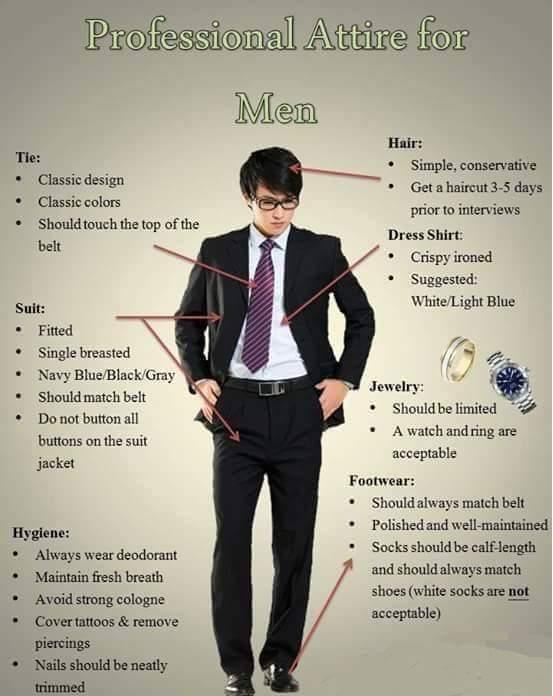 Professional Attire for
Men
Tie:
• Classic design
• Classic colors
• Should touch the top of the
belt
Suit:
• Fitted
• Single breasted
• Navy Blue/Black/Gray
• Should match belt
• Do not button all
buttons on the suit
jacket
Hygiene:
• Always wear deodorant
• Maintain fresh breath
• Avoid strong cologne
• Cover tattoos & remove
piercings
• Nails should be neatly
trimmed
Hair:
• Simple, conservative
• Get a haircut 3-5 days
prior to interviews
Dress Shirt:
• Crispy ironed
• Suggested:
White/Light Blue
Jewelry:
• Should be limited
• A watch and ring are
acceptable
Footwear:
• Should always match belt
• Polished and well-maintained
• Socks should be calf-length
and should always match
shoes (white socks are not
acceptable)